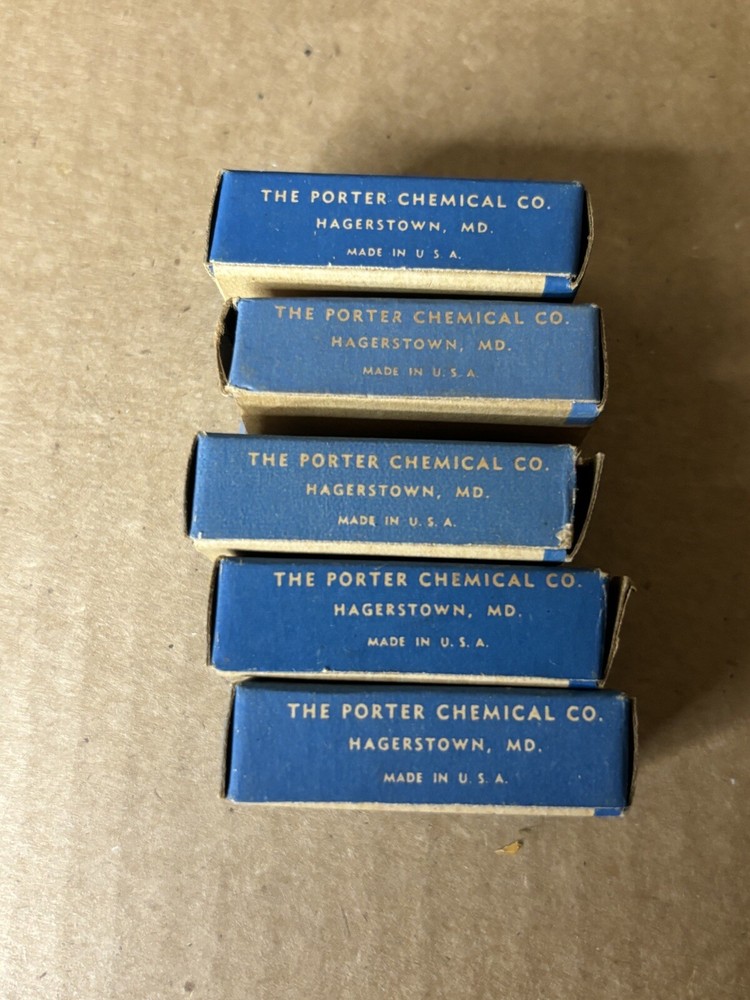 THE PORTER CHEMICAL CO.
HAGERSTOWN, MD.
MADE IN U S A.
THE PORTER CHEMICAL CO.
HAGERSTOWN, MD.
MADE IN U. S. A.
THE PORTER CHEMICAL CO.
HAGERSTOWN, MD.
MADE IN U. S. A.
THE PORTER CHEMICAL CO.
HAGERSTOWN, MD.
MADE IN U. S. A.
THE PORTER CHEMICAL CO.
HAGERSTOWN, MD.
MADE IN U. S. A.